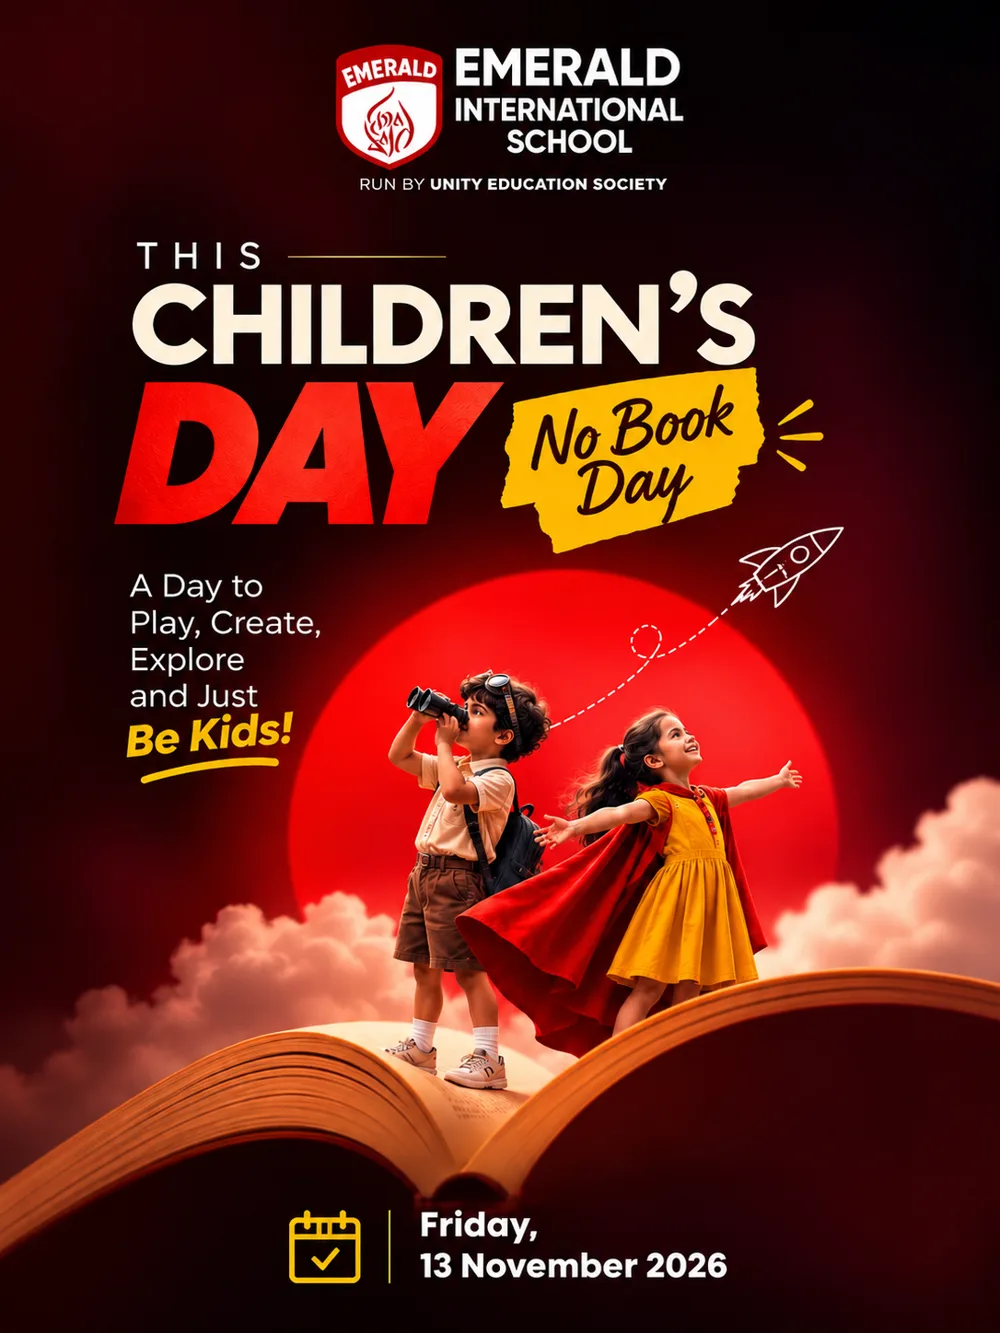 EMERALD
EMERALD
INTERNATIONAL
SCHOOL
RUN BY UNITY EDUCATION SOCIETY
THIS
CHILDREN'S
DAY
No Book
Day
A Day to
Play, Create,
Explore
and Just
Be Kids!
Friday,
13 November 2026